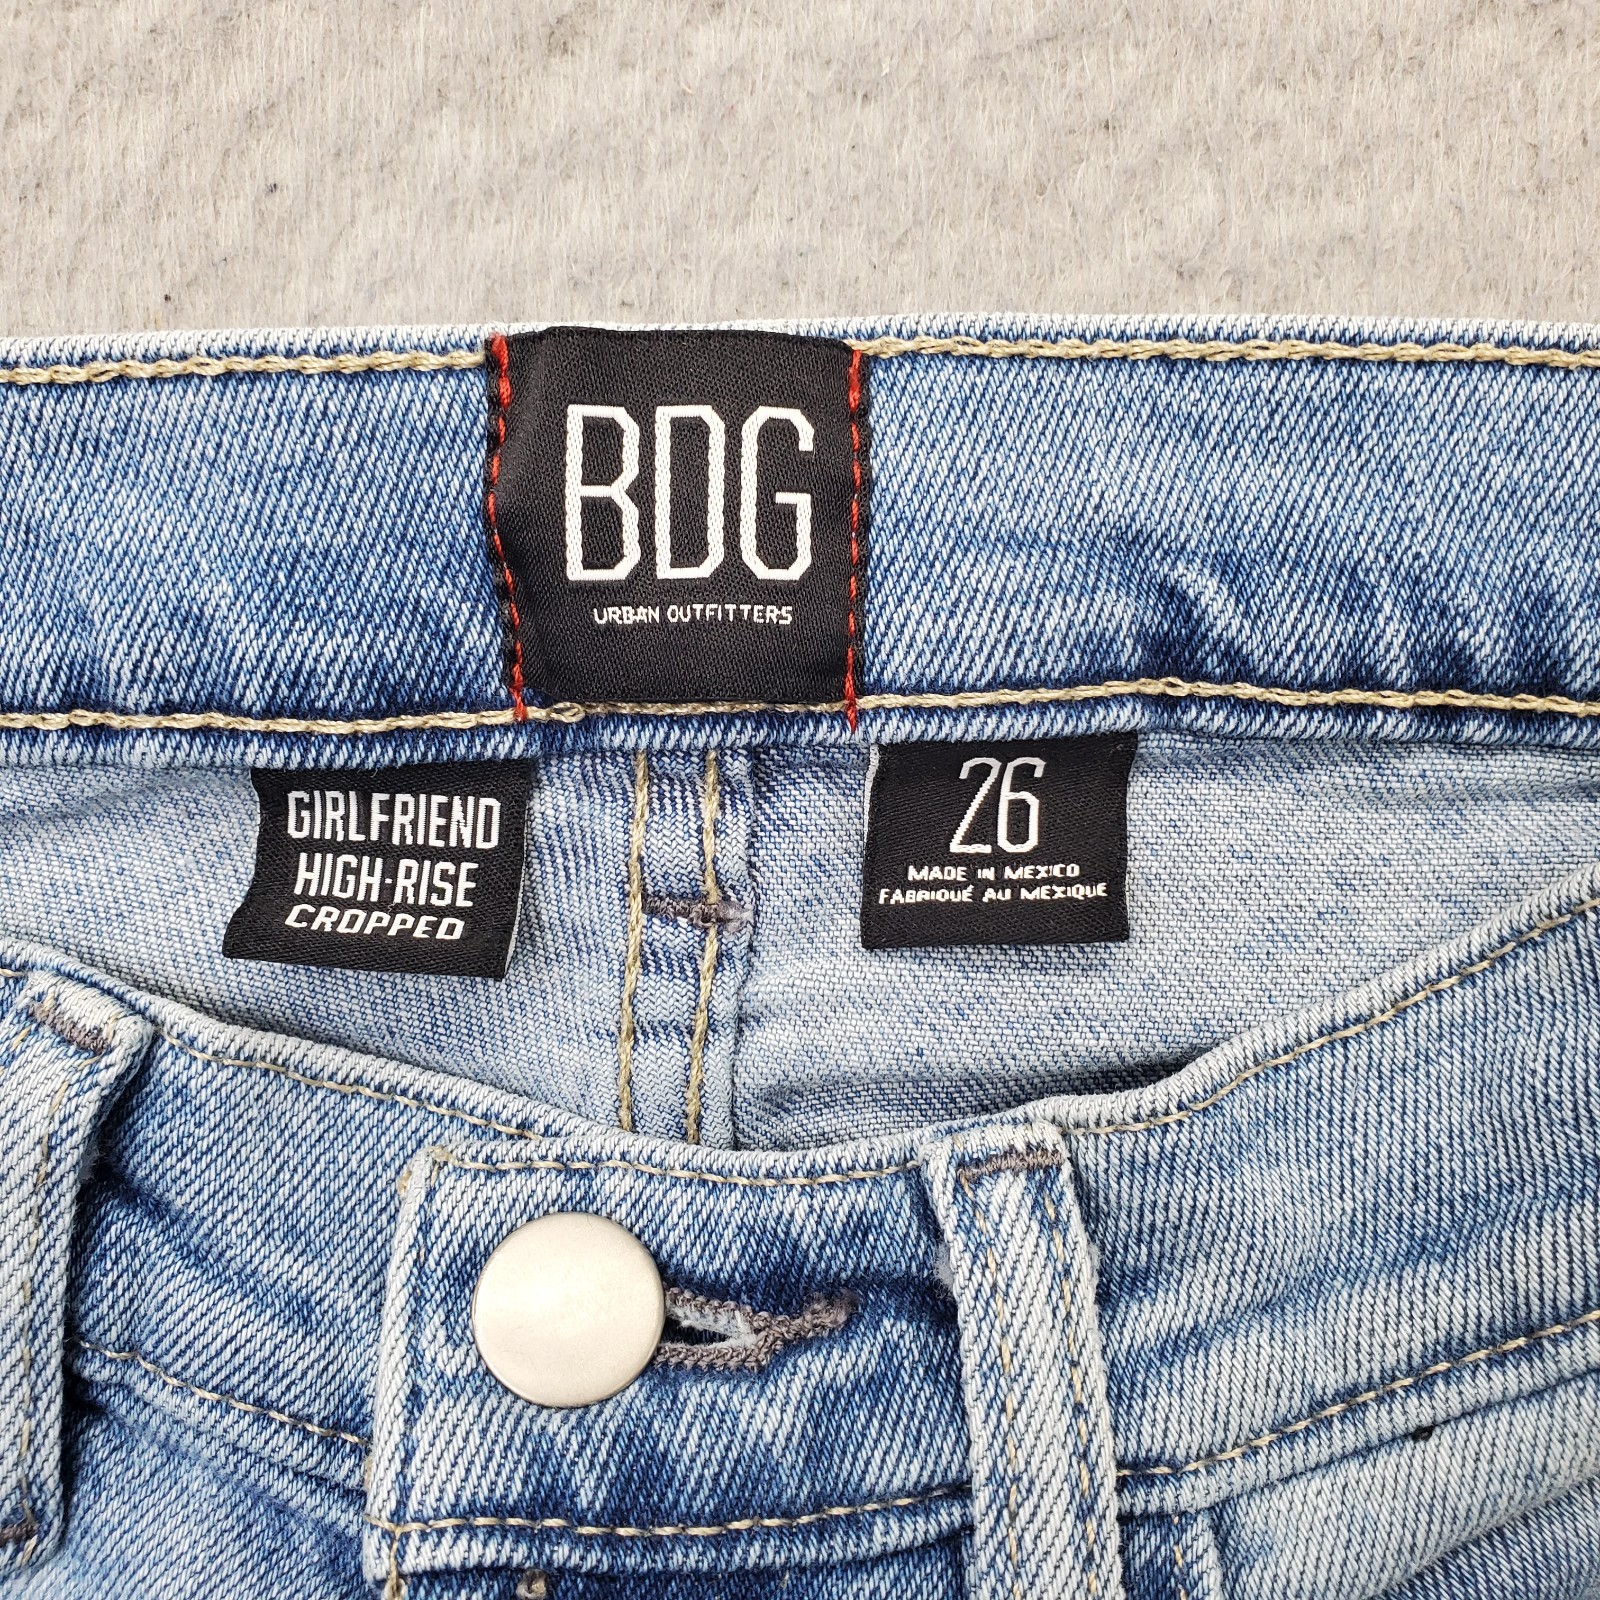 BDG
URBAN OUTFITTERS
GIRLFRIEND
HIGH-RISE
CROPPED
26
MADE IN MEXICO
FABRIQUÉ AU MEXIQUE